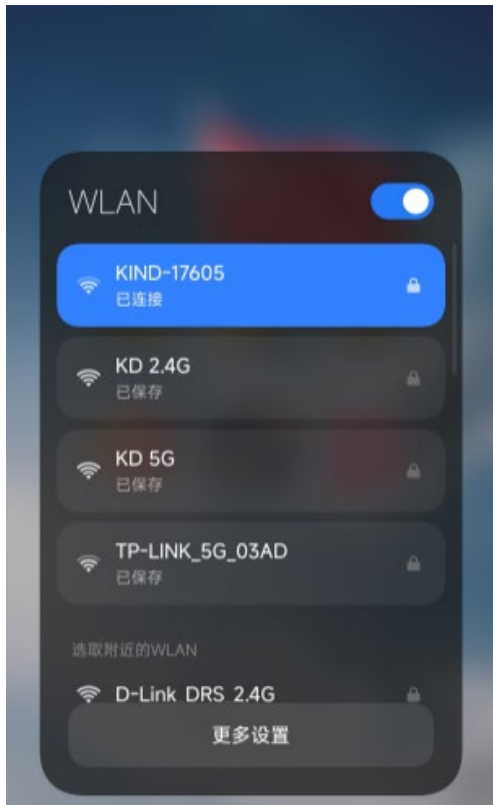 WLAN
KIND-17605
已连接
KD 2.4G
已保存
KD 5G
已保存
TP-LINK_5G_03AD
已保存
选取附近的WLAN
D-Link DRS 2.4G
更多设置